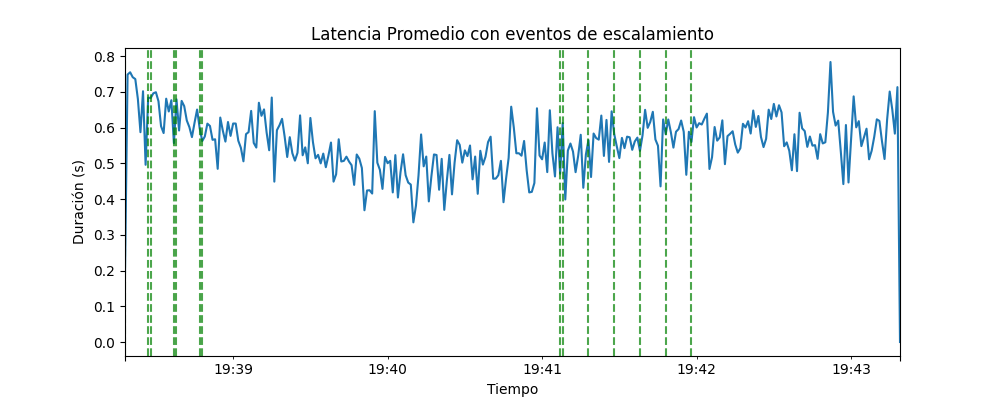 Latencia Promedio con eventos de escalamiento
Duración (s)
0.8
0.7
0.6
0.5
0.4
0.3
0.2
0.1
0.0
19:39 19:40 19:41 19:42 19:43
Tiempo